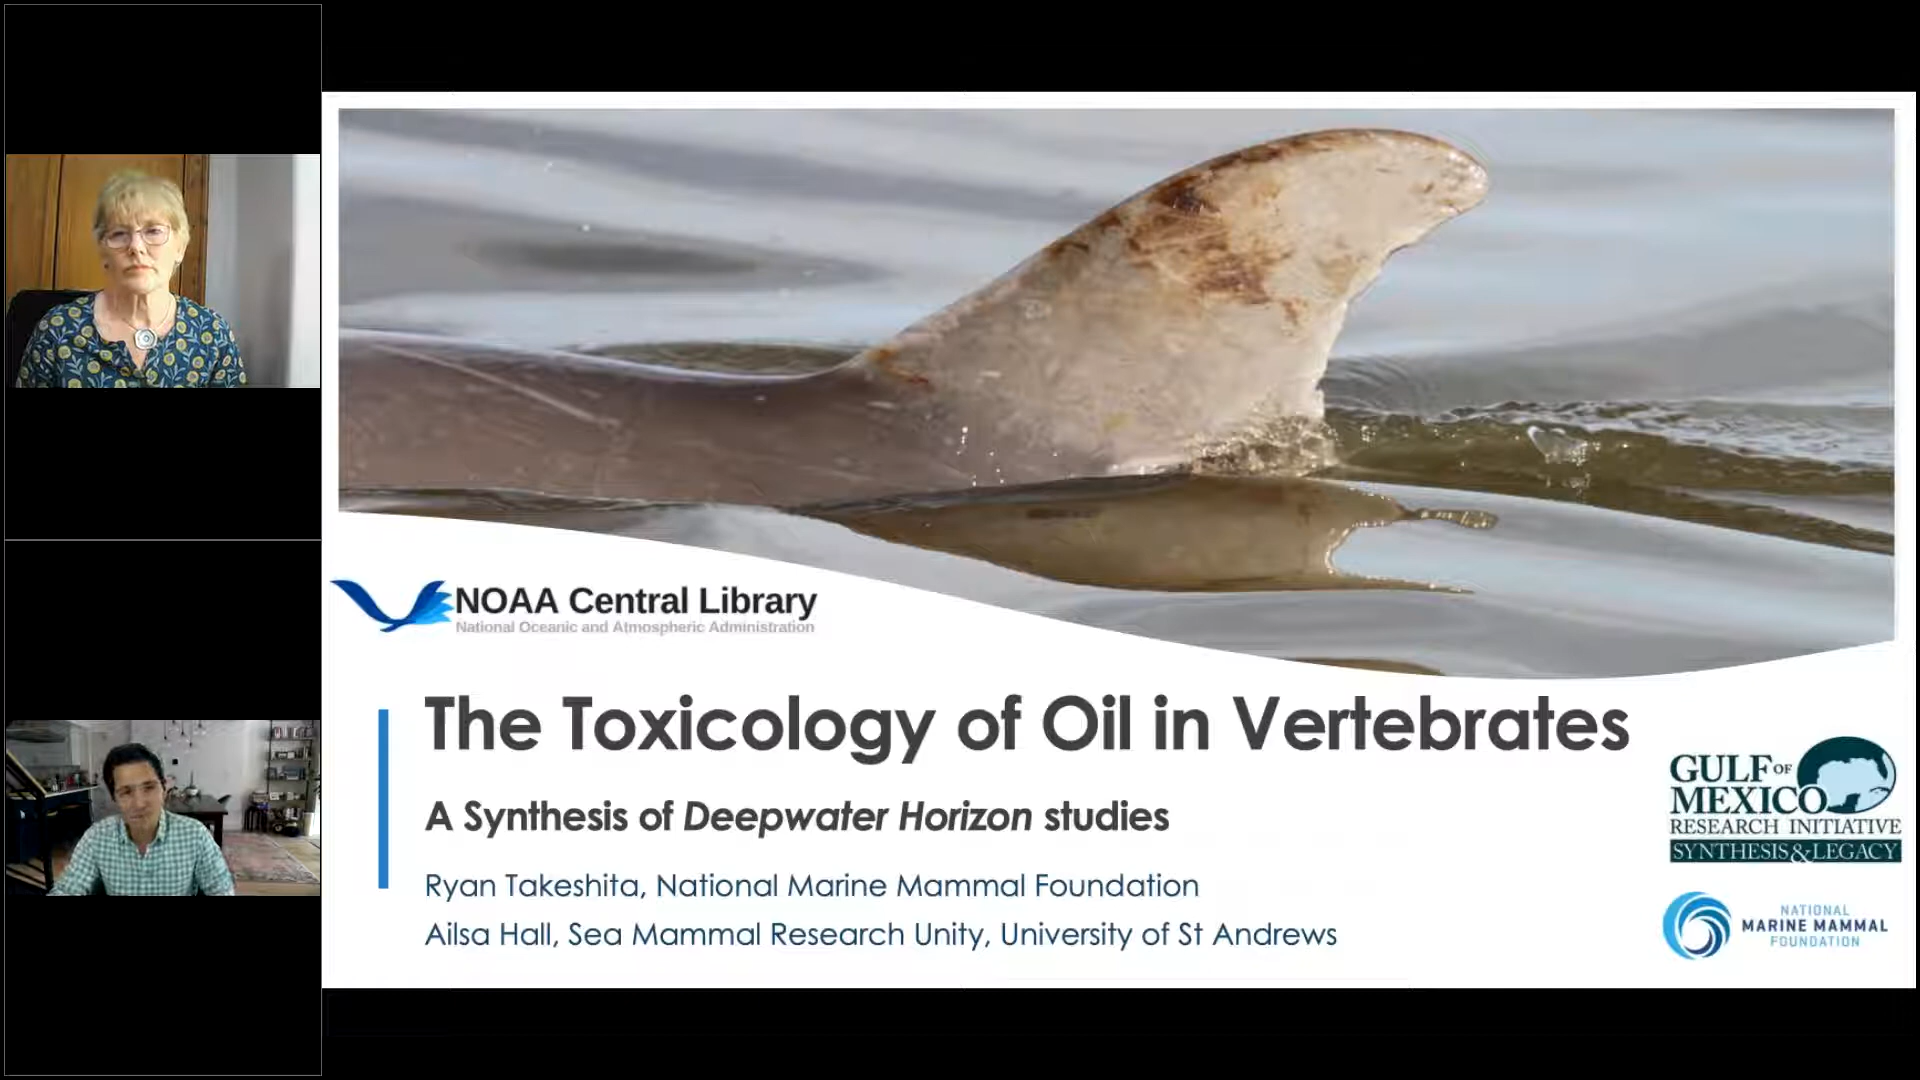 NOAA Central Library
National Oceanic and Atmospheric Administration
The Toxicology of Oil in Vertebrates
A Synthesis of Deepwater Horizon studies
Ryan Takeshita, National Marine Mammal Foundation
Ailsa Hall, Sea Mammal Research Unity, University of St Andrews
GULF OF
MEXICO
RESEARCH INITIATIVE
SYNTHESIS&LEGACY
NATIONAL
MARINE MAMMAL
FOUNDATION